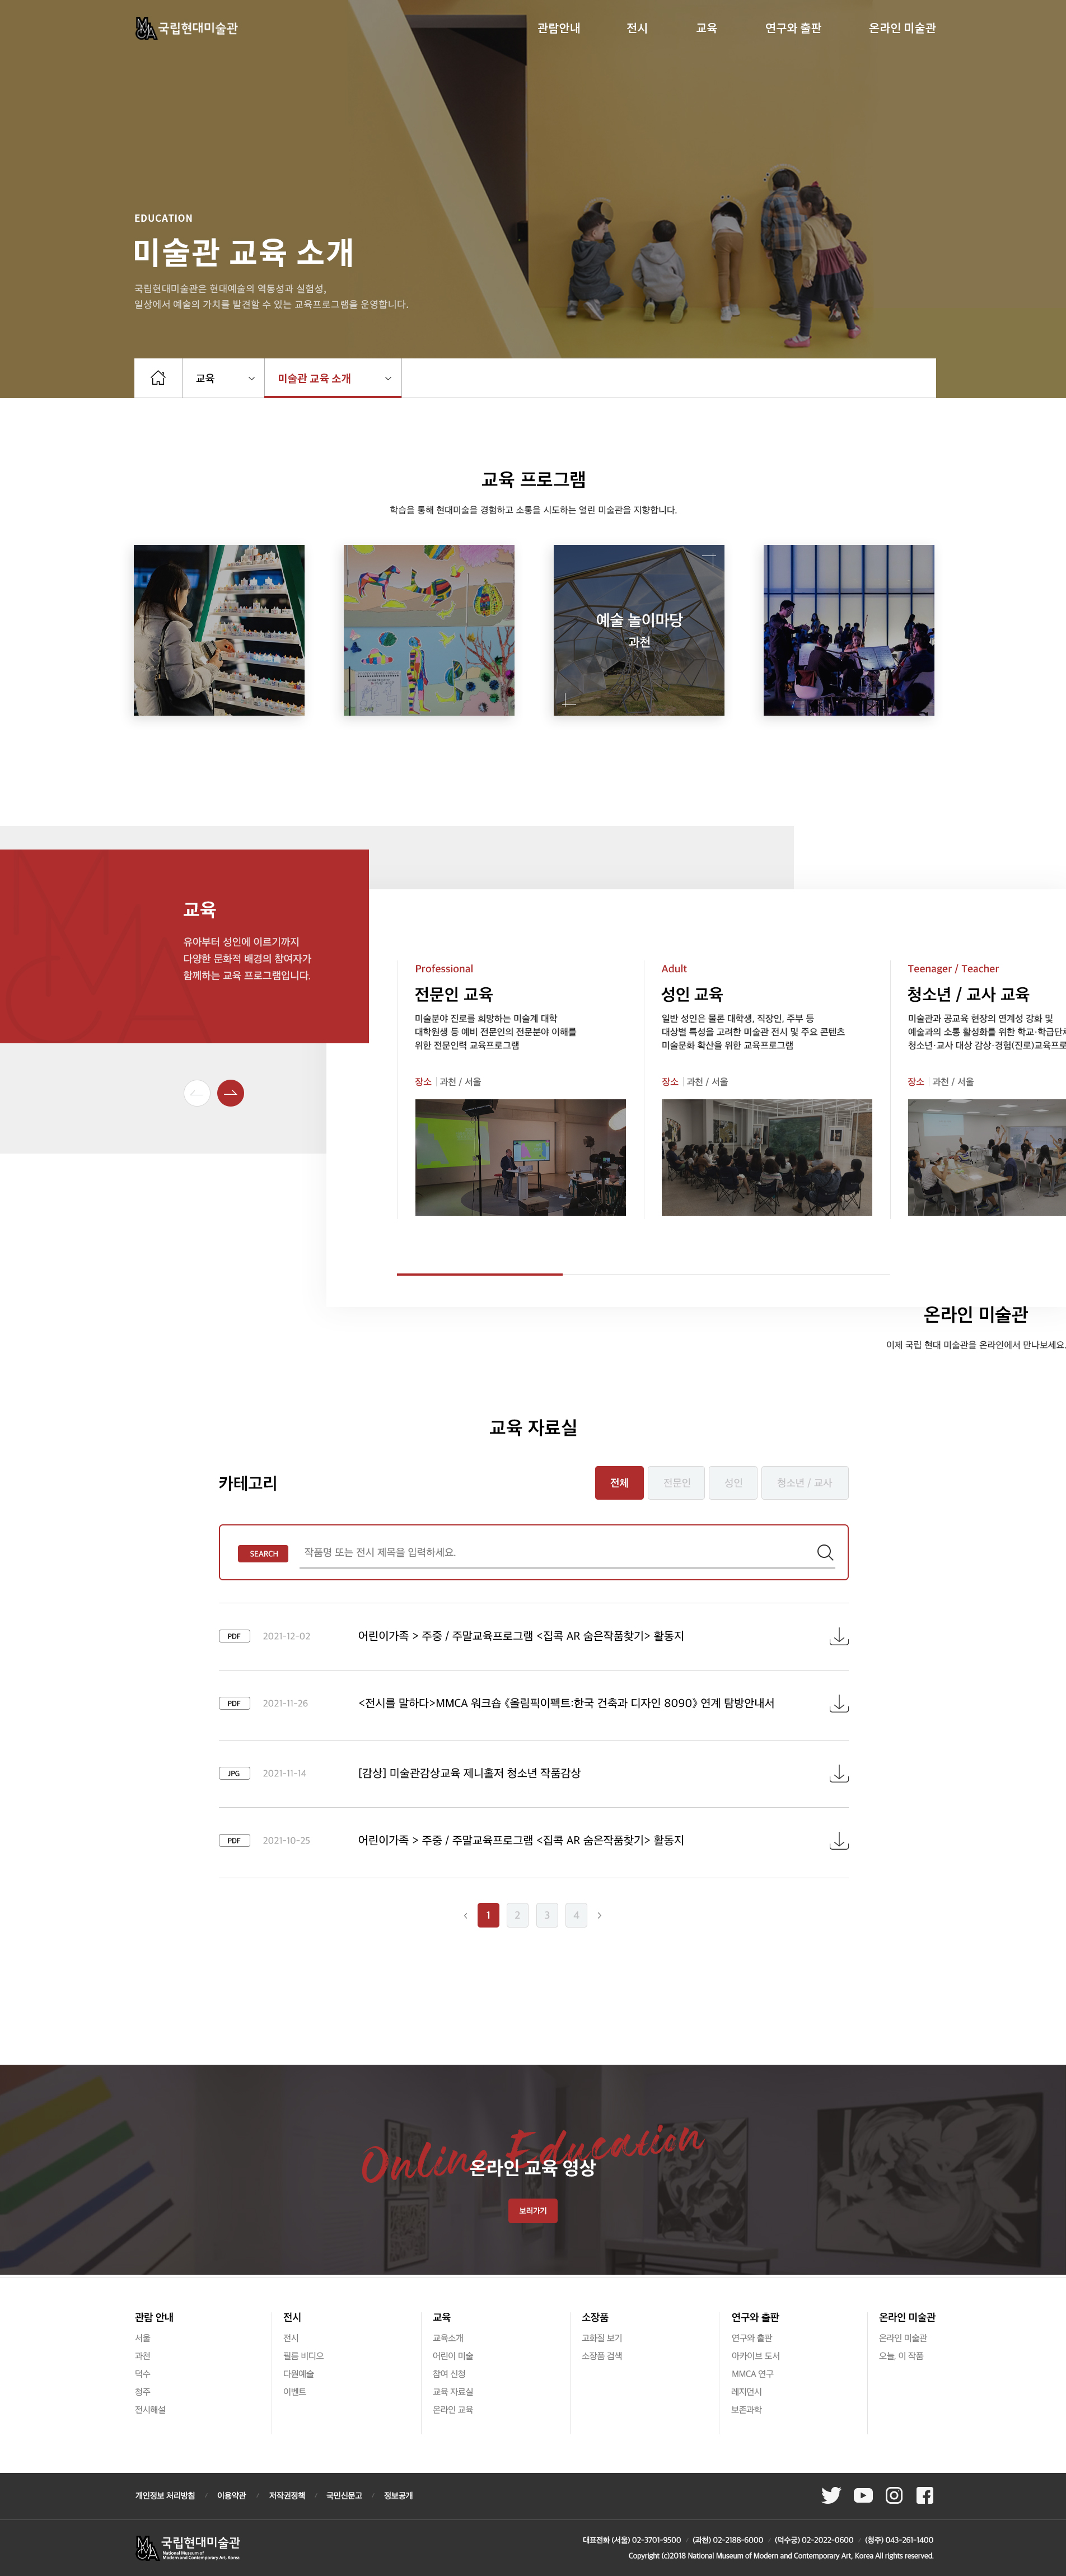 MMCA 국립현대미술관
관람안내
전시
교육
연구와 출판
온라인 미술관
EDUCATION
미술관 교육 소개
국립현대미술관은 현대예술의 역동성과 실험성,
일상에서 예술의 가치를 발견할 수 있는 교육프로그램을 운영합니다.
교육
미술관 교육 소개
교육 프로그램
학습을 통해 현대미술을 경험하고 소통을 시도하는 열린 미술관을 지향합니다.
예술 놀이마당
과천
MMCA
교육
유아부터 성인에 이르기까지
다양한 문화적 배경의 참여자가
함께하는 교육 프로그램입니다.
Professional
전문인 교육
미술분야 진로를 희망하는 미술계 대학
대학원생 등 예비 전문인의 전문분야 이해를
위한 전문인력 교육프로그램
장소 | 과천 / 서울
Adult
성인 교육
일반 성인은 물론 대학생, 직장인, 주부 등
대상별 특성을 고려한 미술관 전시 및 주요 콘텐츠
미술문화 확산을 위한 교육프로그램
장소 | 과천 / 서울
Teenager / Teacher
청소년 / 교사 교육
미술관과 공교육 현장의 연계성 강화 및
예술과의 소통 활성화를 위한 학교·학급단체
청소년·교사 대상 감상·경험(진로)교육프로
장소 | 과천 / 서울
온라인 미술관
이제 국립 현대 미술관을 온라인에서 만나보세요.
교육 자료실
카테고리
전체
전문인
성인
청소년 / 교사
SEARCH
작품명 또는 전시 제목을 입력하세요.
PDF 2021-12-02 어린이가족 > 주중 / 주말교육프로그램 <집콕 AR 숨은작품찾기> 활동지
PDF 2021-11-26 <전시를 말하다>MMCA 워크숍 《올림픽이펙트:한국 건축과 디자인 8090》 연계 탐방안내서
JPG 2021-11-14 [감상] 미술관감상교육 제니홀저 청소년 작품감상
PDF 2021-10-25 어린이가족 > 주중 / 주말교육프로그램 <집콕 AR 숨은작품찾기> 활동지
‹ 1 2 3 4 ›
Online Education
온라인 교육 영상
보러가기
관람 안내
서울
과천
덕수
청주
전시해설
전시
전시
필름 비디오
다원예술
이벤트
교육
교육소개
어린이 미술
참여 신청
교육 자료실
온라인 교육
소장품
고화질 보기
소장품 검색
연구와 출판
연구와 출판
아카이브 도서
MMCA 연구
레지던시
보존과학
온라인 미술관
온라인 미술관
오늘, 이 작품
개인정보 처리방침 / 이용약관 / 저작권정책 / 국민신문고 / 정보공개
MMCA 국립현대미술관
National Museum of
Modern and Contemporary Art, Korea
대표전화 (서울) 02-3701-9500 / (과천) 02-2188-6000 / (덕수궁) 02-2022-0600 / (청주) 043-261-1400
Copyright (c)2018 National Museum of Modern and Contemporary Art, Korea All rights reserved.